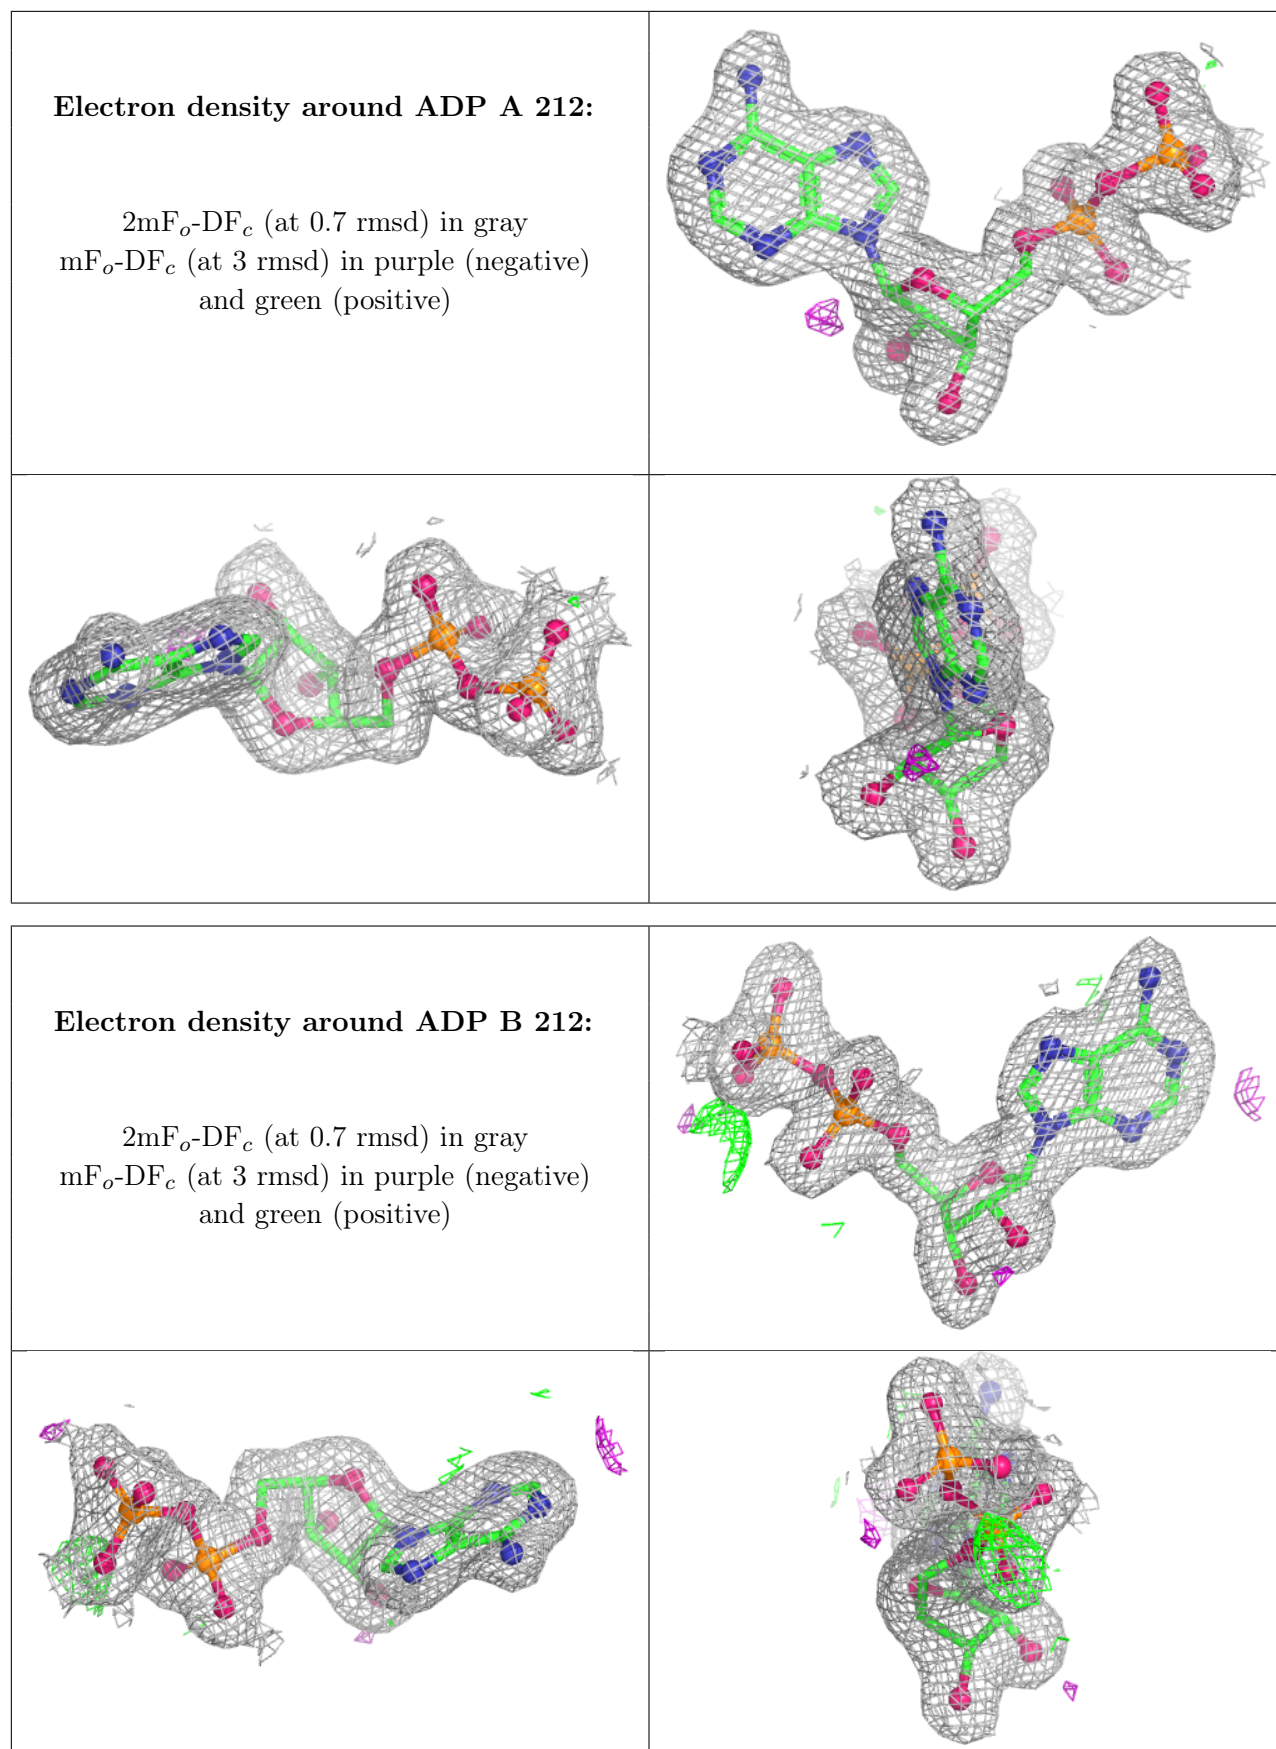 Electron density around ADP A 212:
2mFo-DFc (at 0.7 rmsd) in gray
mFo-DFc (at 3 rmsd) in purple (negative)
and green (positive)
Electron density around ADP B 212:
2mFo-DFc (at 0.7 rmsd) in gray
mFo-DFc (at 3 rmsd) in purple (negative)
and green (positive)